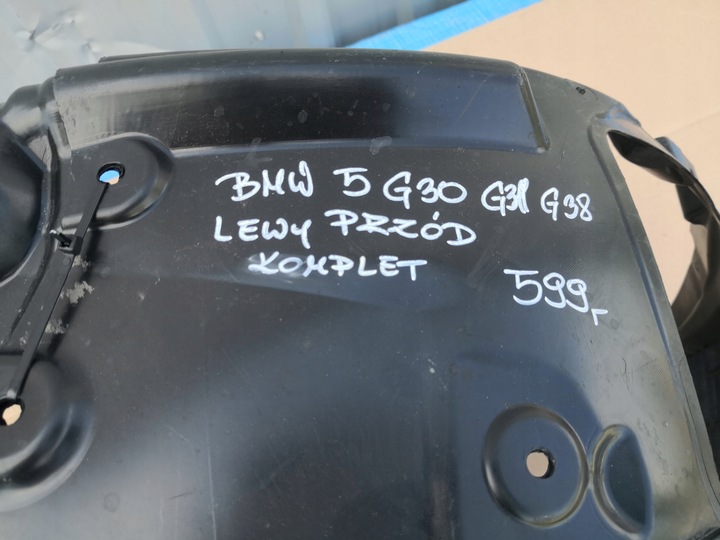 BMW 5 G30 G31 G38
LEWY PRZÓD
KOMPLET 599,-